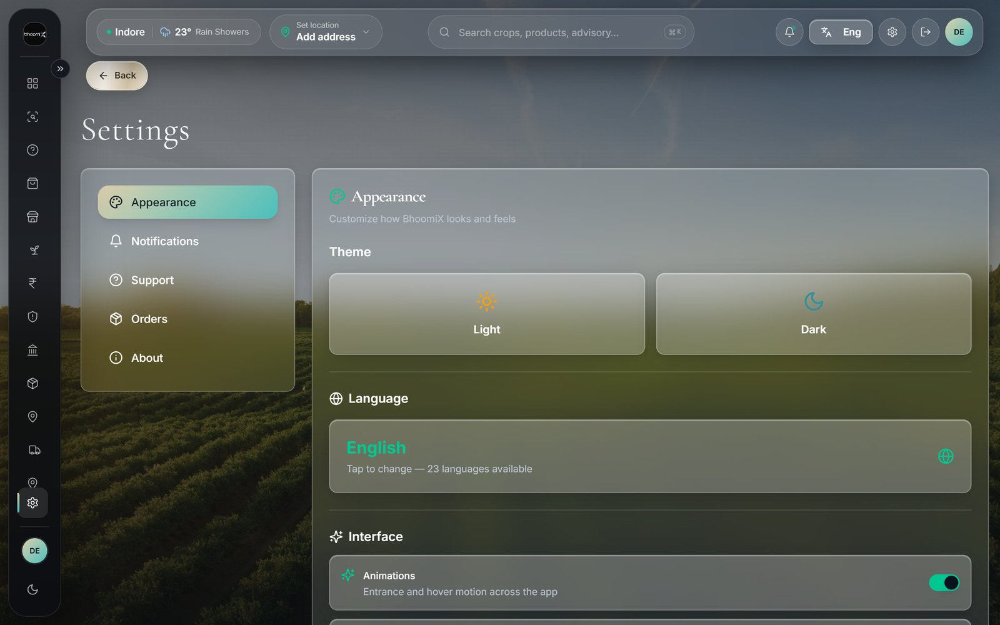 bhoomiX
Indore
23° Rain Showers
Set location
Add address
Search crops, products, advisory...
⌘ K
Eng
DE
Back
Settings
Appearance
Notifications
Support
Orders
About
Appearance
Customize how BhoomiX looks and feels
Theme
Light
Dark
Language
English
Tap to change — 23 languages available
Interface
Animations
Entrance and hover motion across the app
DE